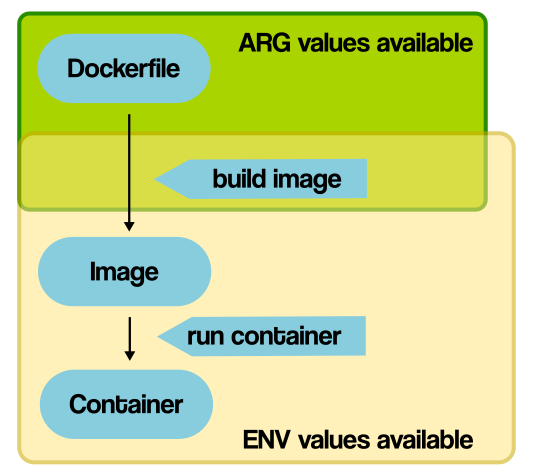 ARG values available
Dockerfile
build image
Image
run container
Container
ENV values available